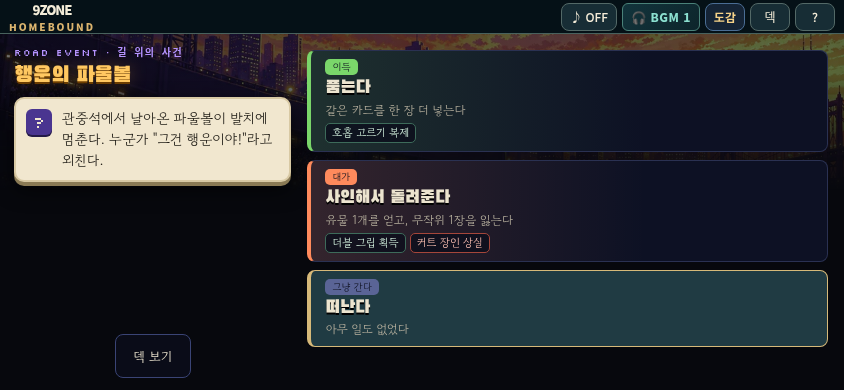 9ZONE
HOMEBOUND
♪ OFF
🎧 BGM 1
도감
덱
?
ROAD EVENT · 길 위의 사건
행운의 파울볼
?
관중석에서 날아온 파울볼이 발치에
멈춘다. 누군가 "그건 행운이야!"라고
외친다.
덱 보기
이득
품는다
같은 카드를 한 장 더 넣는다
호흡 고르기 복제
대가
사인해서 돌려준다
유물 1개를 얻고, 무작위 1장을 잃는다
더블 그립 획득
커트 장인 상실
그냥 간다
떠난다
아무 일도 없었다